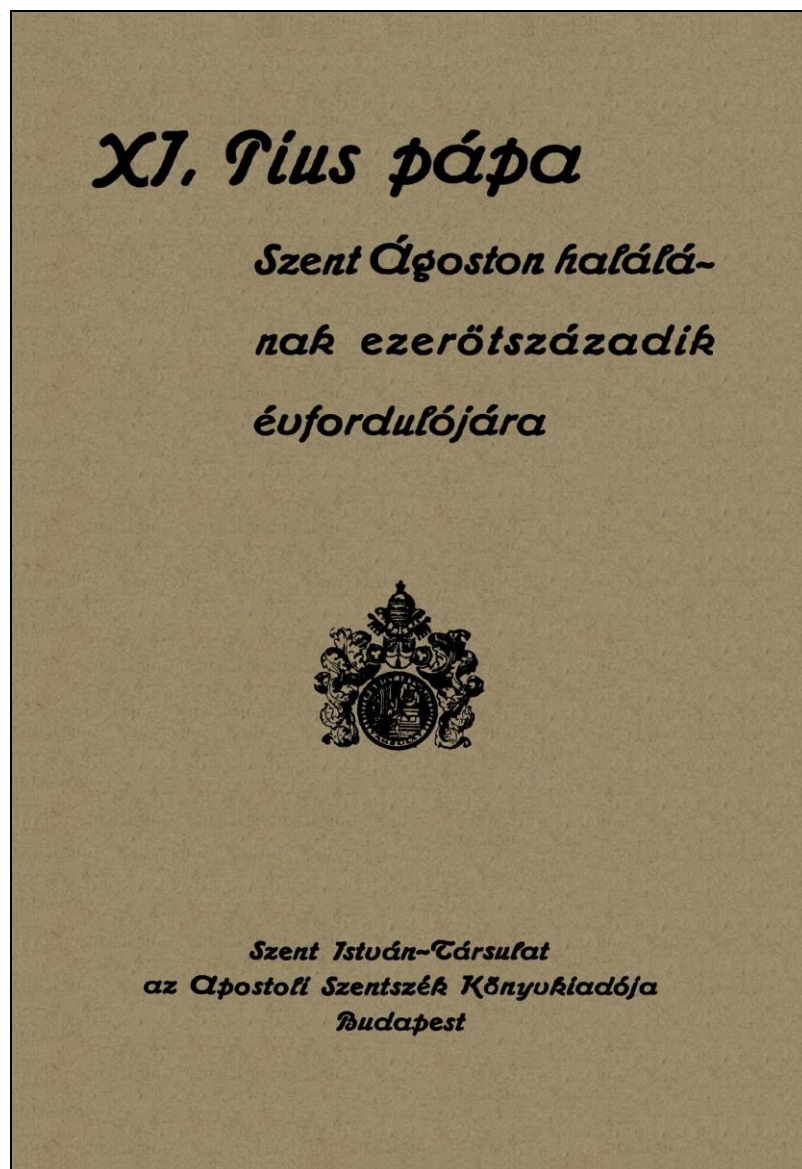 XI. Pius pápa
Szent Ágoston halálá-
nak ezerötszázadik
évfordulójára
Szent István-Társulat
az Apostoli Szentszék Könyvkiadója
Budapest